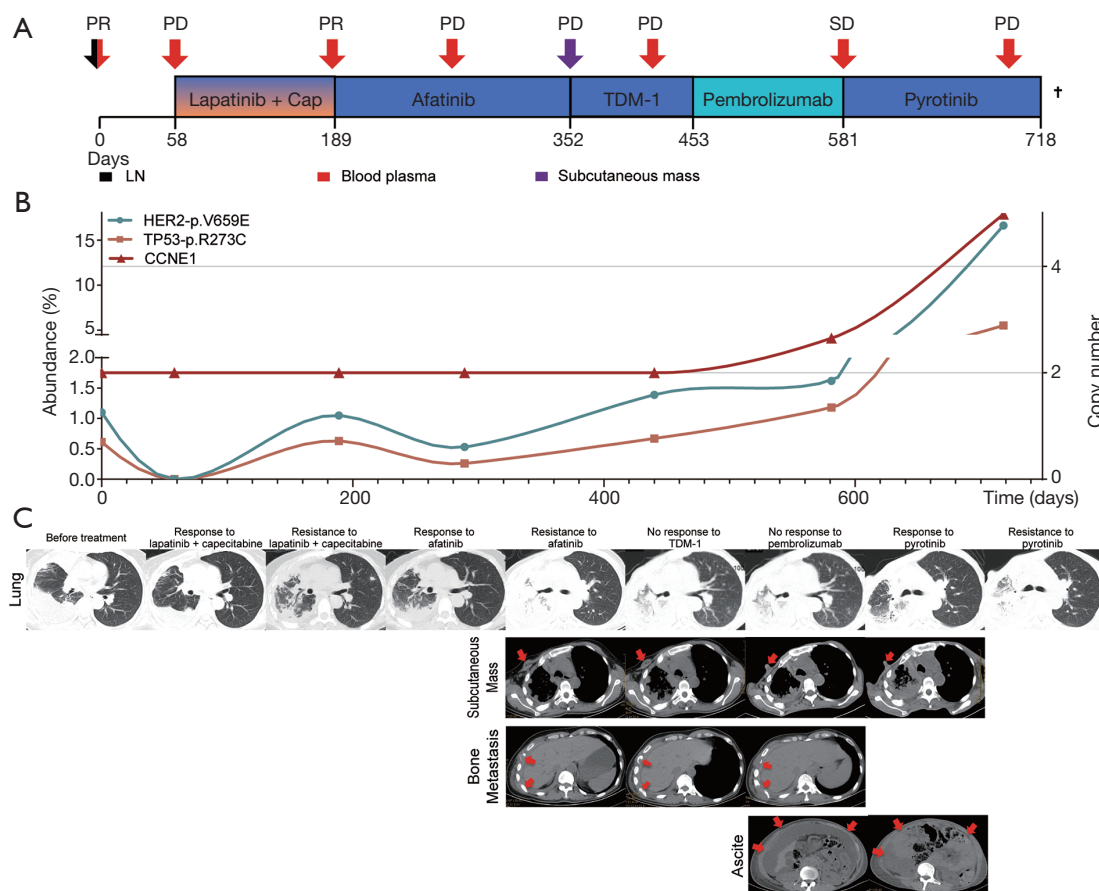 A
PR PD PR PD PD PD SD PD
Lapatinib + Cap Afatinib TDM-1 Pembrolizumab Pyrotinib †
0 58 189 352 453 581 718
Days
LN Blood plasma Subcutaneous mass
B
HER2-p.V659E
TP53-p.R273C
CCNE1
Abundance (%)
15
10
5
2.0
1.5
1.0
0.5
0.0
Copy number
4
2
0
0 200 400 600 Time (days)
C
Before treatment
Response to
lapatinib + capecitabine
Resistance to
lapatinib + capecitabine
Response to
afatinib
Resistance to
afatinib
No response to
TDM-1
No response to
pembrolizumab
Response to
pyrotinib
Resistance to
pyrotinib
Lung
Subcutaneous
Mass
Bone
Metastasis
Ascite